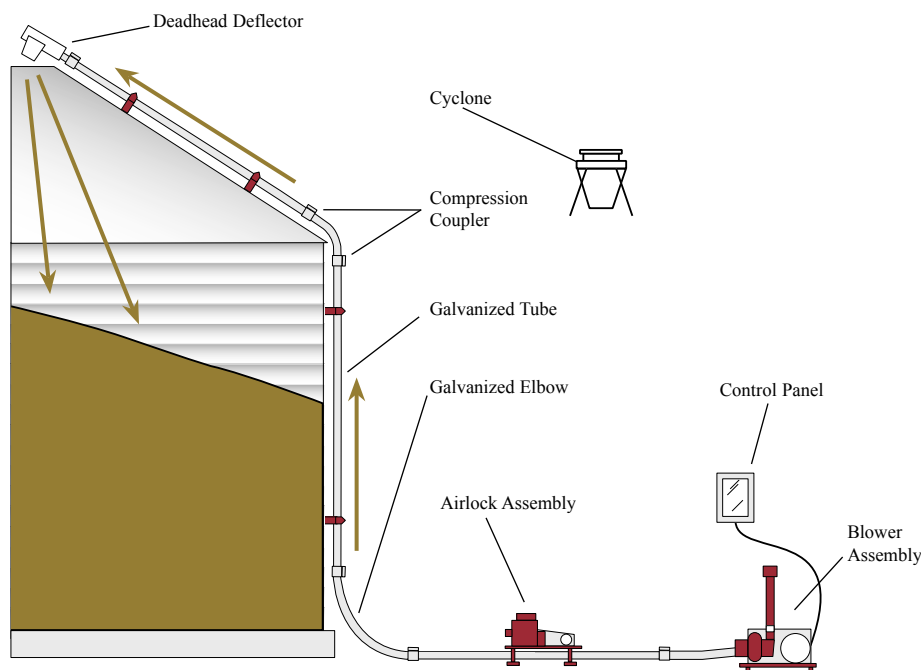 Deadhead Deflector
Cyclone
Compression
Coupler
Galvanized Tube
Galvanized Elbow
Control Panel
Airlock Assembly
Blower
Assembly